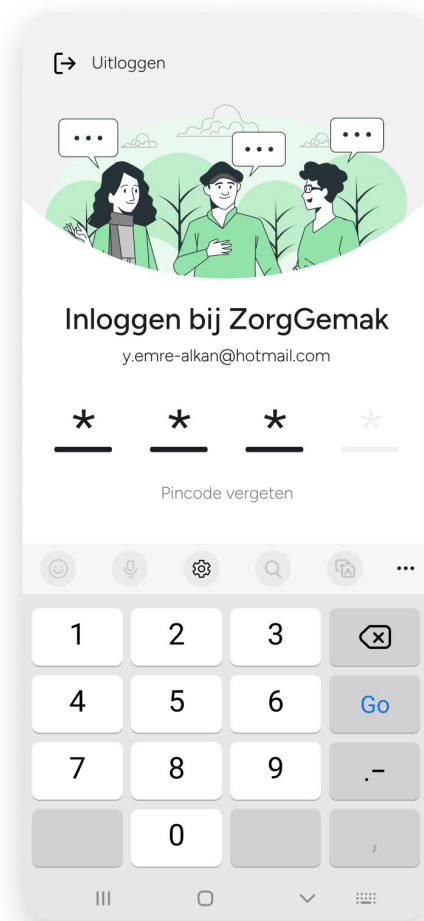 Uitloggen
Inloggen bij ZorgGemak
y.emre-alkan@hotmail.com
* * * *
Pincode vergeten
1 2 3
4 5 6 Go
7 8 9 .-
0 ,